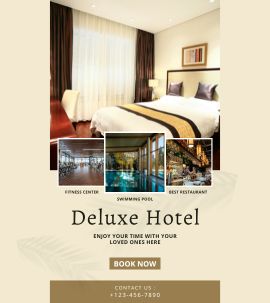 FITNESS CENTER
BEST RESTAURANT
SWIMMING POOL
Deluxe Hotel
ENJOY YOUR TIME WITH YOUR
LOVED ONES HERE
BOOK NOW
CONTACT US :
+123-456-7890